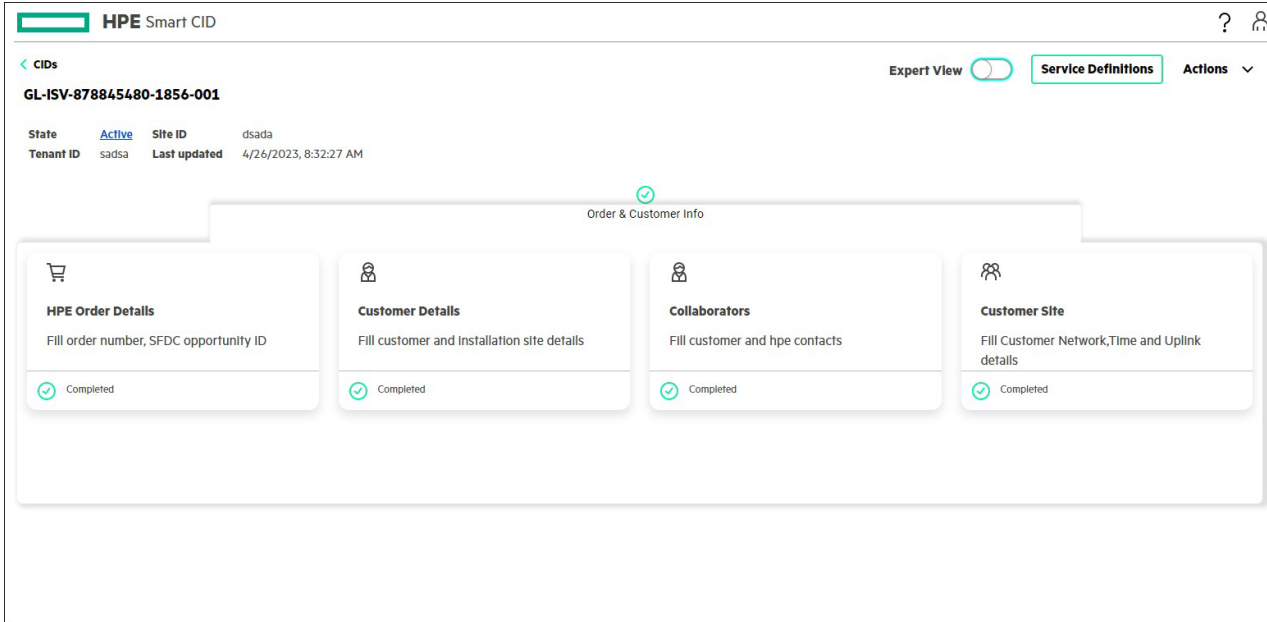 HPE Smart CID
?
CIDs
Expert View
Service Definitions
Actions
GL-ISV-878845480-1856-001
State Active Site ID dsada
Tenant ID sadsa Last updated 4/26/2023, 8:32:27 AM
Order & Customer Info
HPE Order Details
Fill order number, SFDC opportunity ID
Completed
Customer Details
Fill customer and installation site details
Completed
Collaborators
Fill customer and hpe contacts
Completed
Customer Site
Fill Customer Network,Time and Uplink
details
Completed